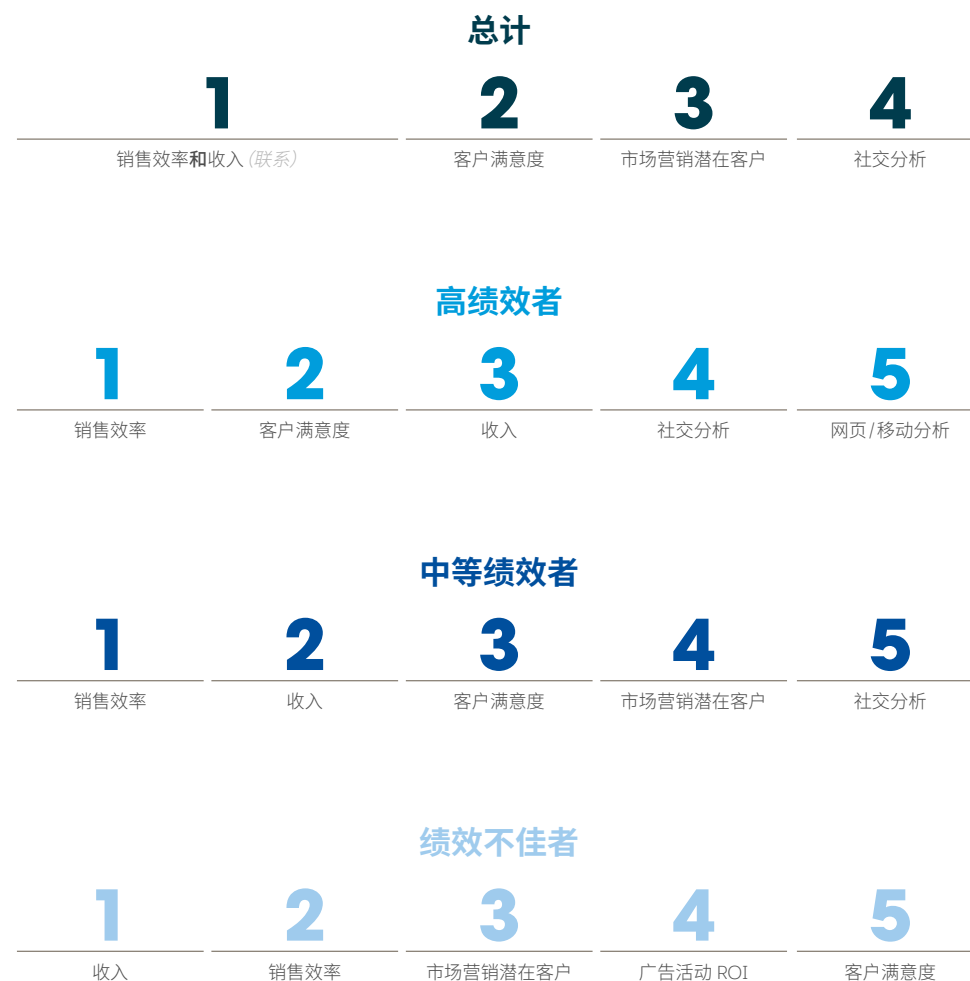 总计
1 2 3 4
销售效率和收入(联系) 客户满意度 市场营销潜在客户 社交分析
高绩效者
1 2 3 4 5
销售效率 客户满意度 收入 社交分析 网页/移动分析
中等绩效者
1 2 3 4 5
销售效率 收入 客户满意度 市场营销潜在客户 社交分析
绩效不佳者
1 2 3 4 5
收入 销售效率 市场营销潜在客户 广告活动 ROI 客户满意度